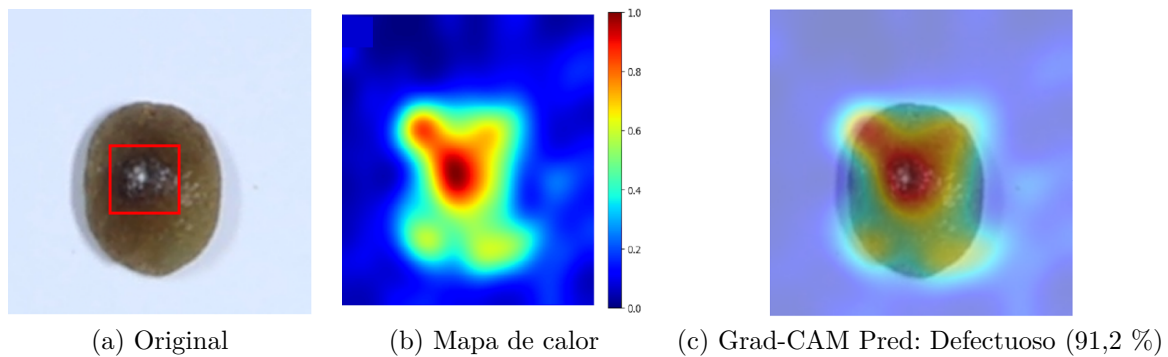 1.0
0.8
0.6
0.4
0.2
0.0
(a) Original
(b) Mapa de calor
(c) Grad-CAM Pred: Defectuoso (91,2 %)